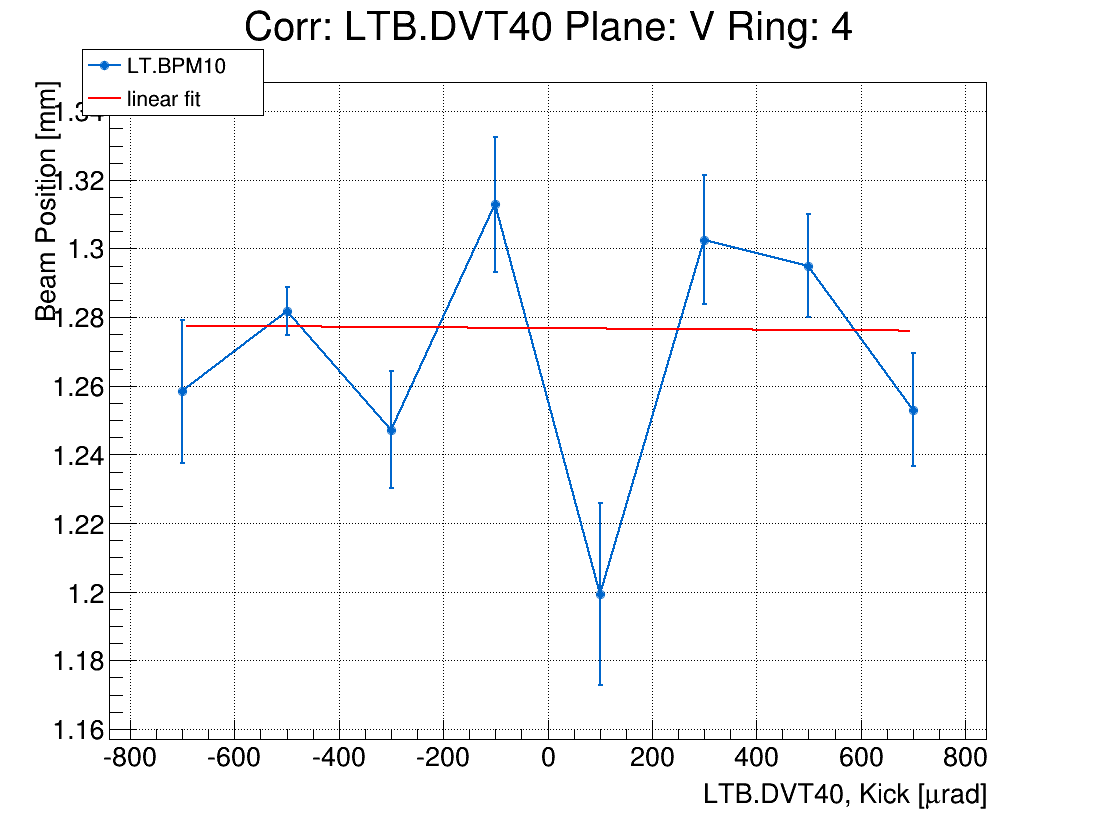 Corr: LTB.DVT40 Plane: V Ring: 4
LT.BPM10
linear fit
Beam Position [mm]
1.34
1.32
1.3
1.28
1.26
1.24
1.22
1.2
1.18
1.16
-800 -600 -400 -200 0 200 400 600 800
LTB.DVT40, Kick [μrad]